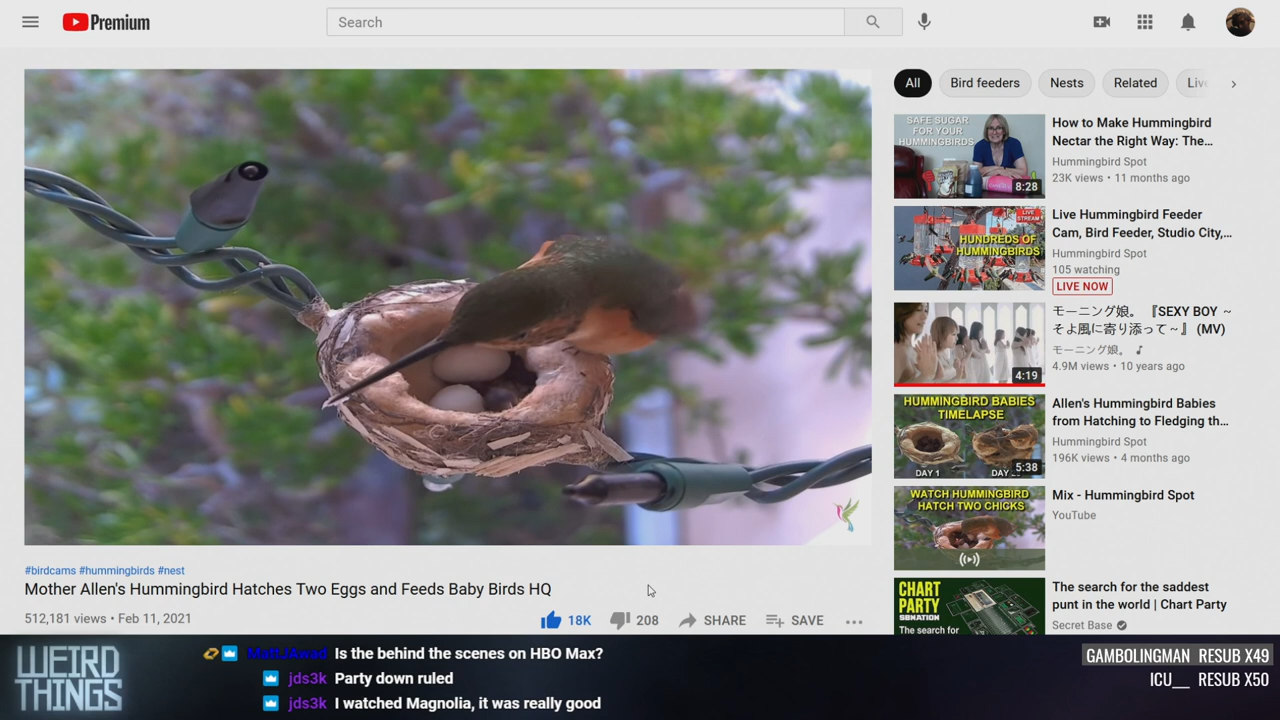 Premium
Search
All
Bird feeders
Nests
Related
SAFE SUGAR
FOR YOUR
HUMMINGBIRDS
8:28
How to Make Hummingbird
Nectar the Right Way: The...
Hummingbird Spot
23K views • 11 months ago
LIVE
STREAM
HUNDREDS OF
HUMMINGBIRDS
Live Hummingbird Feeder
Cam, Bird Feeder, Studio City,...
Hummingbird Spot
105 watching
LIVE NOW
4:19
モーニング娘。 『SEXY BOY ~
そよ風に寄り添って~』 (MV)
モーニング娘。 ♪
4.9M views • 10 years ago
HUMMINGBIRD BABIES
TIMELAPSE
DAY 1
DAY
5:38
Allen's Hummingbird Babies
from Hatching to Fledging th...
Hummingbird Spot
196K views • 4 months ago
WATCH HUMMINGBIRD
HATCH TWO CHICKS
Mix - Hummingbird Spot
YouTube
CHART
PARTY
SBNATION
The search for
The search for the saddest
punt in the world | Chart Party
Secret Base
#birdcams #hummingbirds #nest
Mother Allen's Hummingbird Hatches Two Eggs and Feeds Baby Birds HQ
512,181 views • Feb 11, 2021
18K
208
SHARE
SAVE
WEIRD
THINGS
MattJAwad Is the behind the scenes on HBO Max?
jds3k Party down ruled
jds3k I watched Magnolia, it was really good
GAMBOLINGMAN RESUB X49
ICU__ RESUB X50